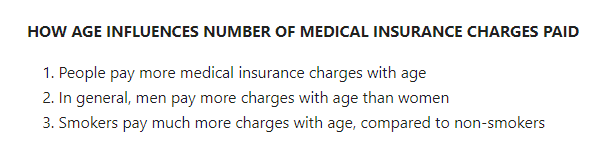 HOW AGE INFLUENCES NUMBER OF MEDICAL INSURANCE CHARGES PAID
1. People pay more medical insurance charges with age
2. In general, men pay more charges with age than women
3. Smokers pay much more charges with age, compared to non-smokers